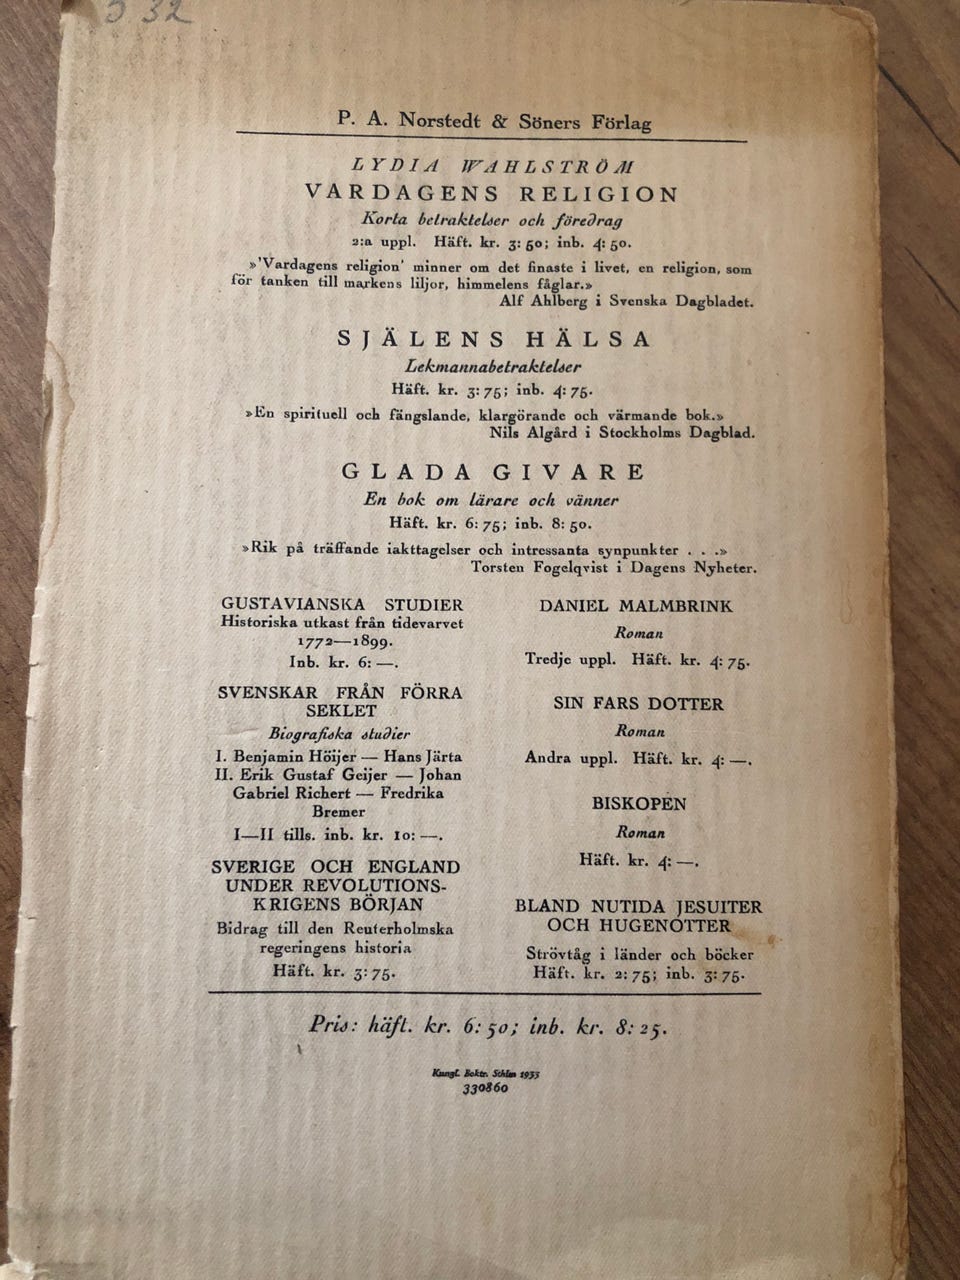 32
P. A. Norstedt & Söners Förlag
LYDIA WAHLSTRÖM
VARDAGENS RELIGION
Korta betraktelser och föredrag
2:a uppl. Häft. kr. 3: 50; inb. 4: 50.
»'Vardagens religion' minner om det finaste i livet, en religion, som
för tanken till markens liljor, himmelens fåglar.»
Alf Ahlberg i Svenska Dagbladet.
SJÄLENS HÄLSA
Lekmannabetraktelser
Häft. kr. 3: 75; inb. 4: 75.
»En spirituell och fängslande, klargörande och värmande bok.»
Nils Algård i Stockholms Dagblad.
GLADA GIVARE
En bok om lärare och vänner
Häft. kr. 6: 75; inb. 8: 50.
»Rik på träffande iakttagelser och intressanta synpunkter . . .»
Torsten Fogelqvist i Dagens Nyheter.
GUSTAVIANSKA STUDIER
Historiska utkast från tidevarvet
1772—1899.
Inb. kr. 6: —.
SVENSKAR FRÅN FÖRRA
SEKLET
Biografiska studier
I. Benjamin Höijer — Hans Järta
II. Erik Gustaf Geijer — Johan
Gabriel Richert — Fredrika
Bremer
I—II tills. inb. kr. 10: —.
SVERIGE OCH ENGLAND
UNDER REVOLUTIONS-
KRIGENS BÖRJAN
Bidrag till den Reuterholmska
regeringens historia
Häft. kr. 3: 75.
DANIEL MALMBRINK
Roman
Tredje uppl. Häft. kr. 4: 75.
SIN FARS DOTTER
Roman
Andra uppl. Häft. kr. 4: —.
BISKOPEN
Roman
Häft. kr. 4: —.
BLAND NUTIDA JESUITER
OCH HUGENOTTER
Strövtåg i länder och böcker
Häft. kr. 2: 75; inb. 3: 75.
Pris: häft. kr. 6: 50; inb. kr. 8: 25.
Kungl. Boktr. Sthlm 1933
330860